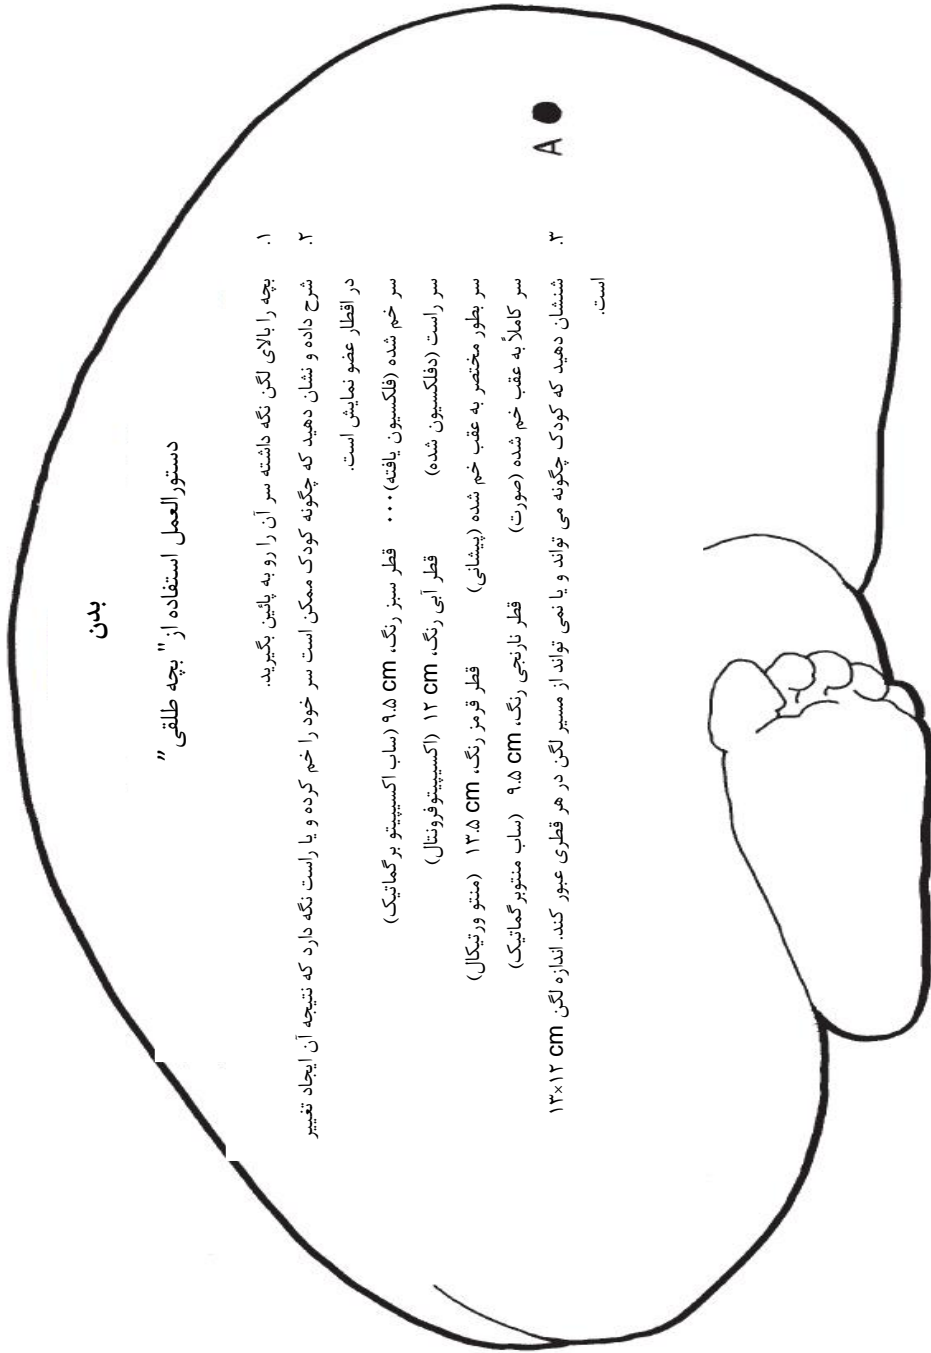 بدن
دستورالعمل استفاده از" بچه طلقی "
۱. بچه را بالای لگن نگه داشته سر آن را رو به پائین بگیرید.
۲. شرح داده و نشان دهید که چگونه کودک ممکن است سر خود را خم کرده و یا راست نگه دارد که نتیجه آن ایجاد تغییر
در اقطار عضو نمایش است.
سر خم شده (فلکسیون یافته)... قطر سبز رنگ، ۹.۵ cm (ساب اکسیپیتو برگماتیک)
سر راست (دفلکسیون شده) قطر آبی رنگ، ۱۲ cm (اکسیپیتوفرونتال)
سر بطور مختصر به عقب خم شده (پیشانی) قطر قرمز رنگ، ۱۳.۵ cm (منتو ورتیکال)
سر کاملاً به عقب خم شده (صورت) قطر نارنجی رنگ، ۹.۵ cm (ساب منتوبرگماتیک)
۳. شنشان دهید که کودک چگونه می تواند و یا نمی تواند از مسیر لگن در هر قطری عبور کند. اندازه لگن ۱۳×۱۲ cm
است.
A